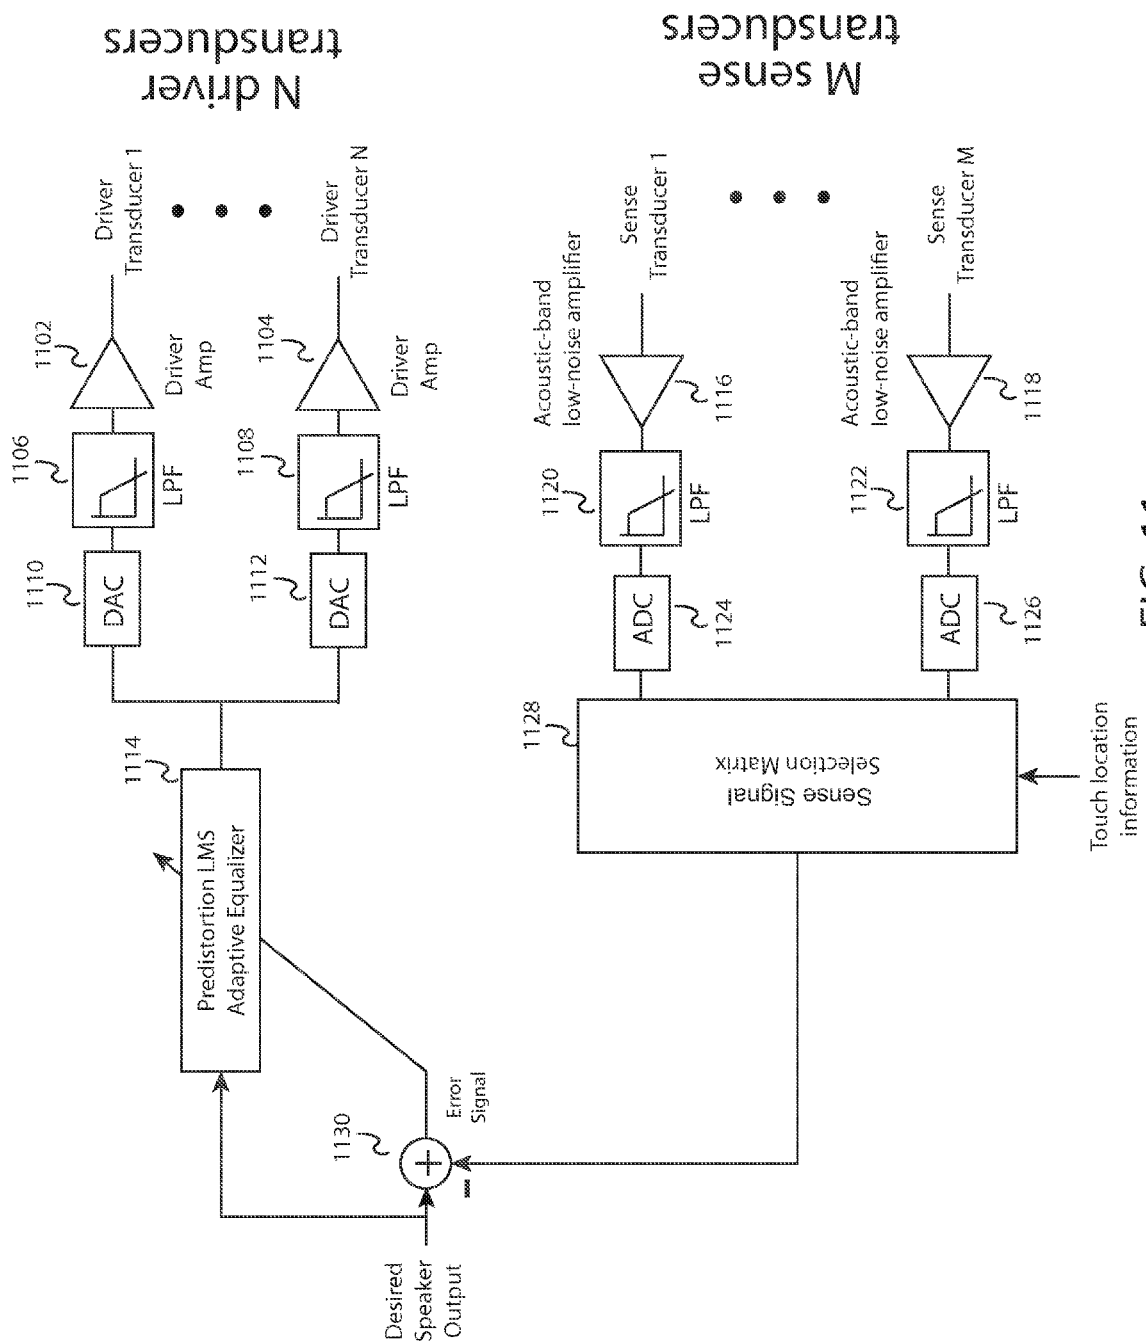 N driver
transducers
M sense
transducers
Driver
Transducer 1
Driver
Transducer N
1102
Driver
Amp
1104
Driver
Amp
1106
LPF
1108
LPF
1110
DAC
1112
DAC
1114
Predistortion LMS
Adaptive Equalizer
Sense
Transducer 1
Sense
Transducer M
Acoustic-band
low-noise amplifier
1116
Acoustic-band
low-noise amplifier
1118
1120
LPF
1122
LPF
ADC
1124
ADC
1126
1128
Sense Signal
Selection Matrix
Touch location
information
1130
+
-
Error
Signal
Desired
Speaker
Output